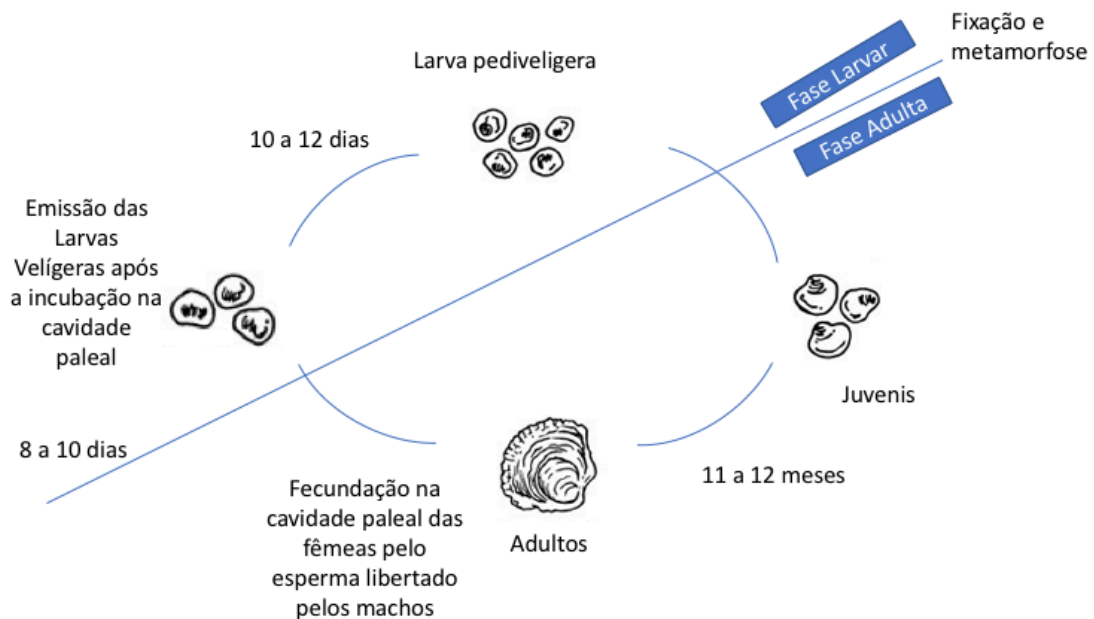 Larva pediveligera
Fase Larvar
Fixação e
metamorfose
Fase Adulta
10 a 12 dias
Emissão das
Larvas
Velígeras após
a incubação na
cavidade
paleal
Juvenis
8 a 10 dias
11 a 12 meses
Fecundação na
cavidade paleal das
fêmeas pelo
esperma libertado
pelos machos
Adultos